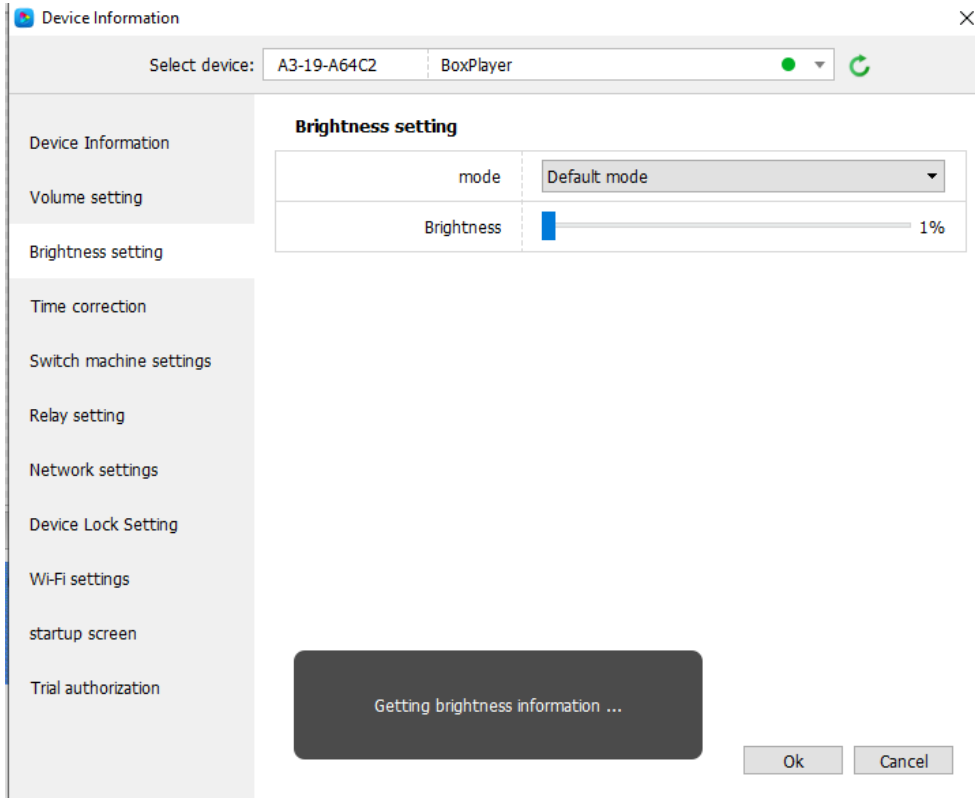 Device Information
Select device: A3-19-A64C2 BoxPlayer
Device Information
Volume setting
Brightness setting
Time correction
Switch machine settings
Relay setting
Network settings
Device Lock Setting
Wi-Fi settings
startup screen
Trial authorization
Brightness setting
mode Default mode
Brightness 1%
Getting brightness information ...
Ok Cancel